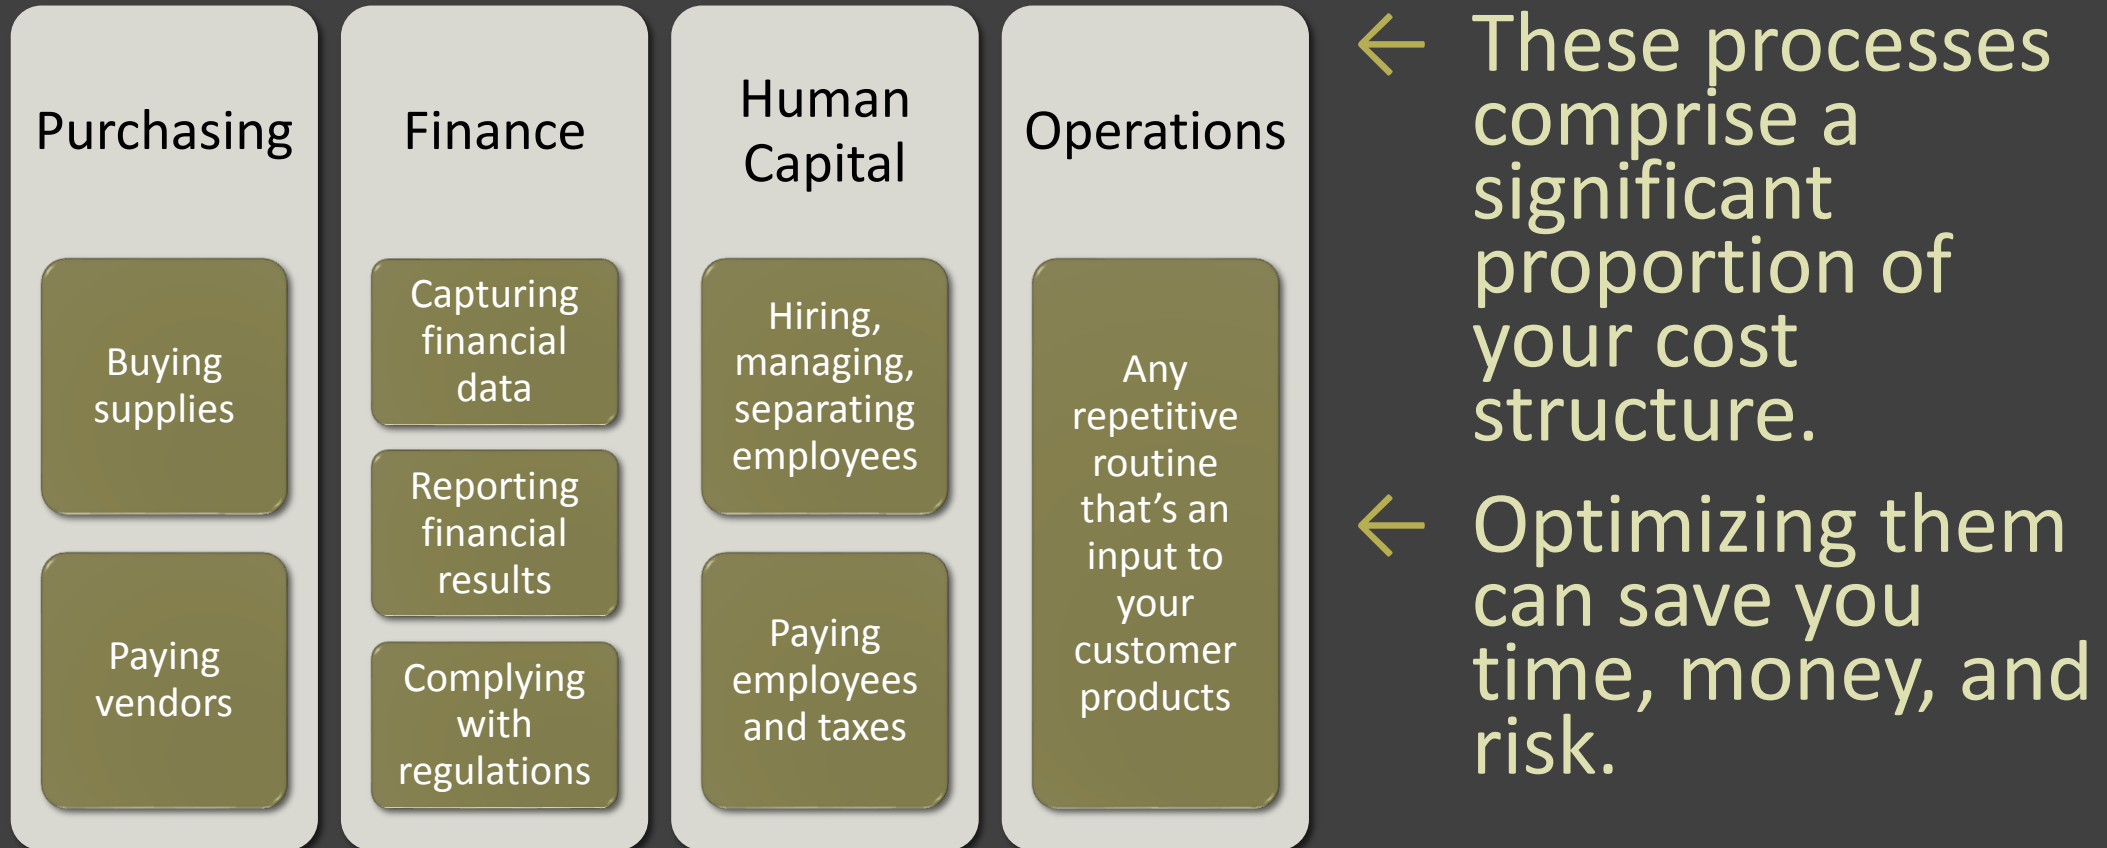 Purchasing
Buying
supplies
Paying
vendors
Finance
Capturing
financial
data
Reporting
financial
results
Complying
with
regulations
Human
Capital
Hiring,
managing,
separating
employees
Paying
employees
and taxes
Operations
Any
repetitive
routine
that’s an
input to
your
customer
products
← These processes
comprise a
significant
proportion of
your cost
structure.
← Optimizing them
can save you
time, money, and
risk.